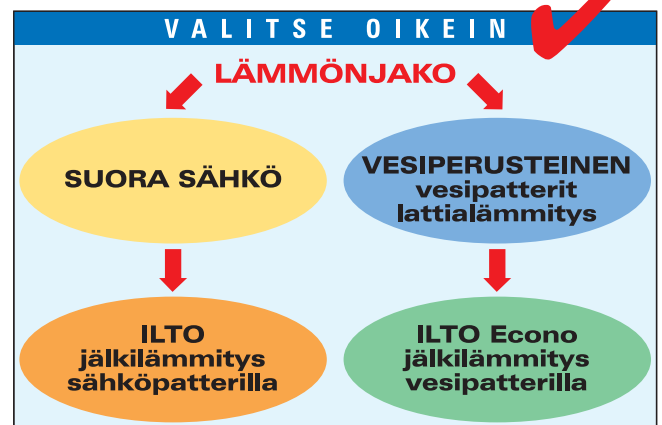 VALITSE OIKEIN
LÄMMÖNJAKO
SUORA SÄHKÖ
VESIPERUSTEINEN
vesipatterit
lattialämmitys
ILTO
jälkilämmitys
sähköpatterilla
ILTO Econo
jälkilämmitys
vesipatterilla